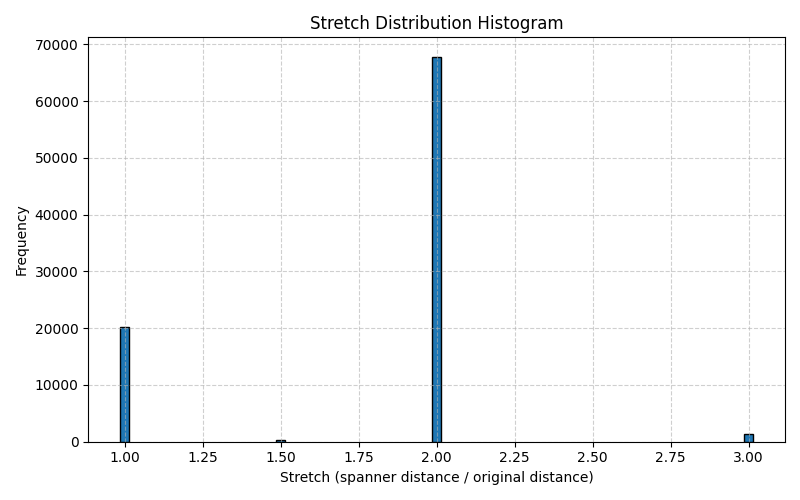 Stretch Distribution Histogram
70000
60000
50000
40000
30000
20000
10000
0
Frequency
1.00 1.25 1.50 1.75 2.00 2.25 2.50 2.75 3.00
Stretch (spanner distance / original distance)